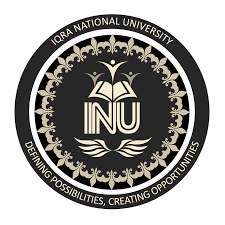 IQRA NATIONAL UNIVERSITY
INU
DEFINING POSSIBILITIES, CREATING OPPORTUNITIES